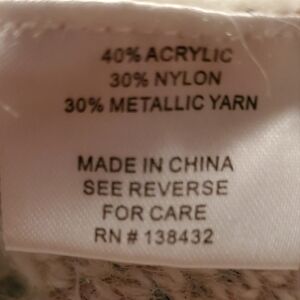 40% ACRYLIC
30% NYLON
30% METALLIC YARN
MADE IN CHINA
SEE REVERSE
FOR CARE
RN # 138432